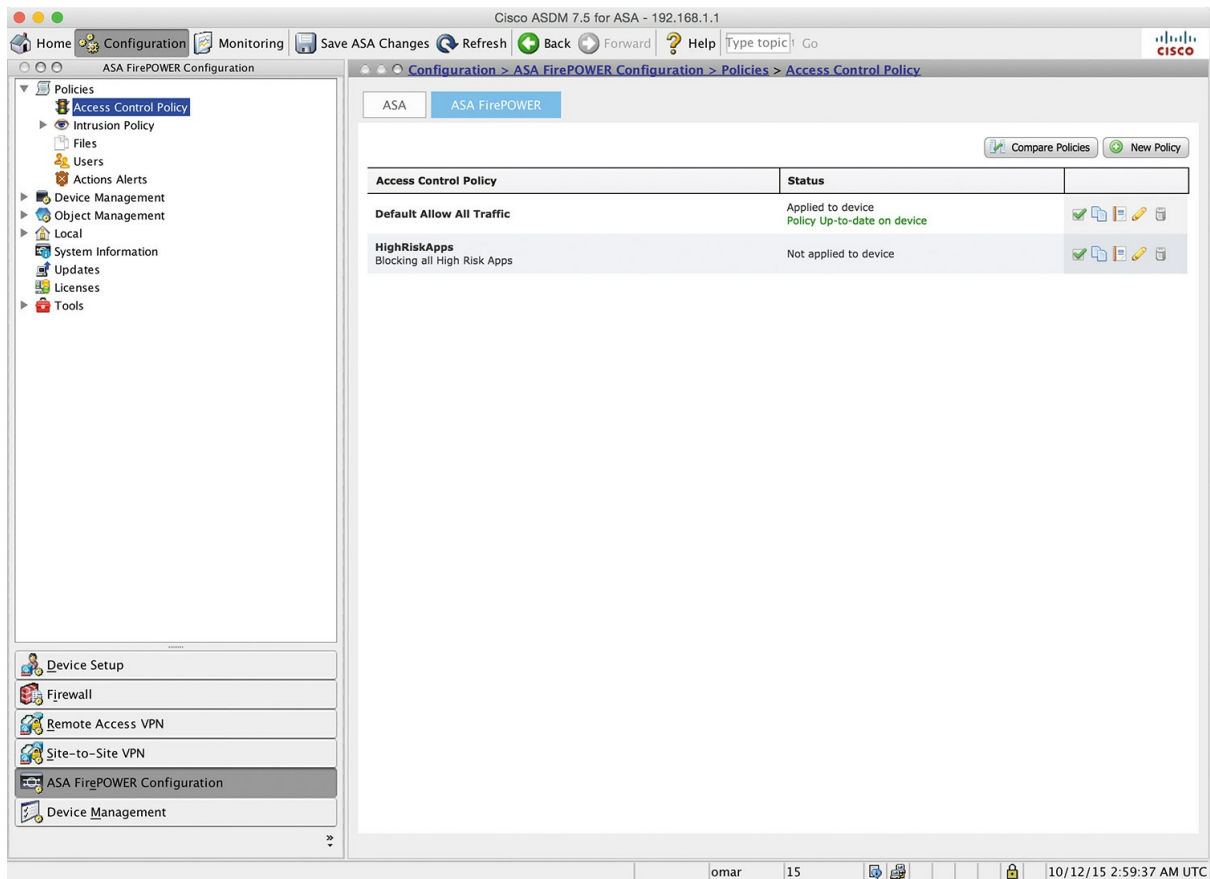 Cisco ASDM 7.5 for ASA - 192.168.1.1
Home Configuration Monitoring Save ASA Changes Refresh Back Forward Help Type topic Go
CISCO
ASA FirePOWER Configuration
Policies
Access Control Policy
Intrusion Policy
Files
Users
Actions Alerts
Device Management
Object Management
Local
System Information
Updates
Licenses
Tools
Device Setup
Firewall
Remote Access VPN
Site-to-Site VPN
ASA FirePOWER Configuration
Device Management
»
Configuration > ASA FirePOWER Configuration > Policies > Access Control Policy
ASA ASA FirePOWER
Compare Policies New Policy
Access Control Policy Status
Default Allow All Traffic Applied to device
Policy Up-to-date on device
HighRiskApps Not applied to device
Blocking all High Risk Apps
omar 15 10/12/15 2:59:37 AM UTC